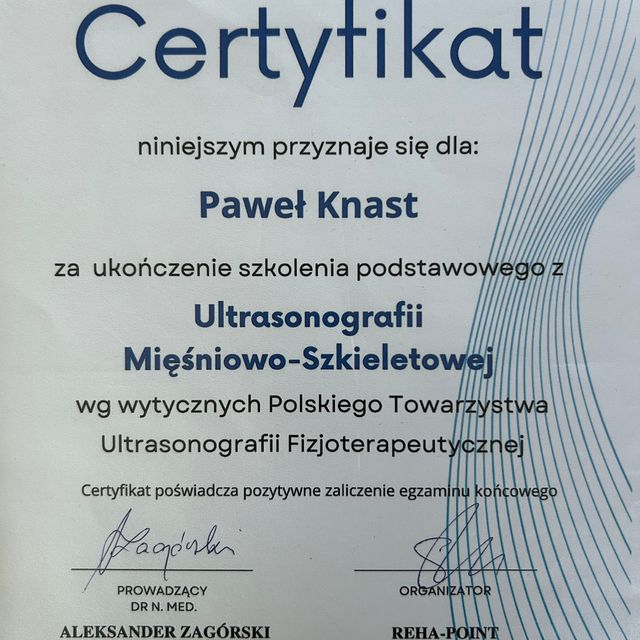 Certyfikat
niniejszym przyznaje się dla:
Paweł Knast
za ukończenie szkolenia podstawowego z
Ultrasonografii
Mięśniowo-Szkieletowej
wg wytycznych Polskiego Towarzystwa
Ultrasonografii Fizjoterapeutycznej
Certyfikat poświadcza pozytywne zaliczenie egzaminu końcowego
Zagórski
PROWADZĄCY
DR N. MED.
ALEKSANDER ZAGÓRSKI
ORGANIZATOR
REHA-POINT